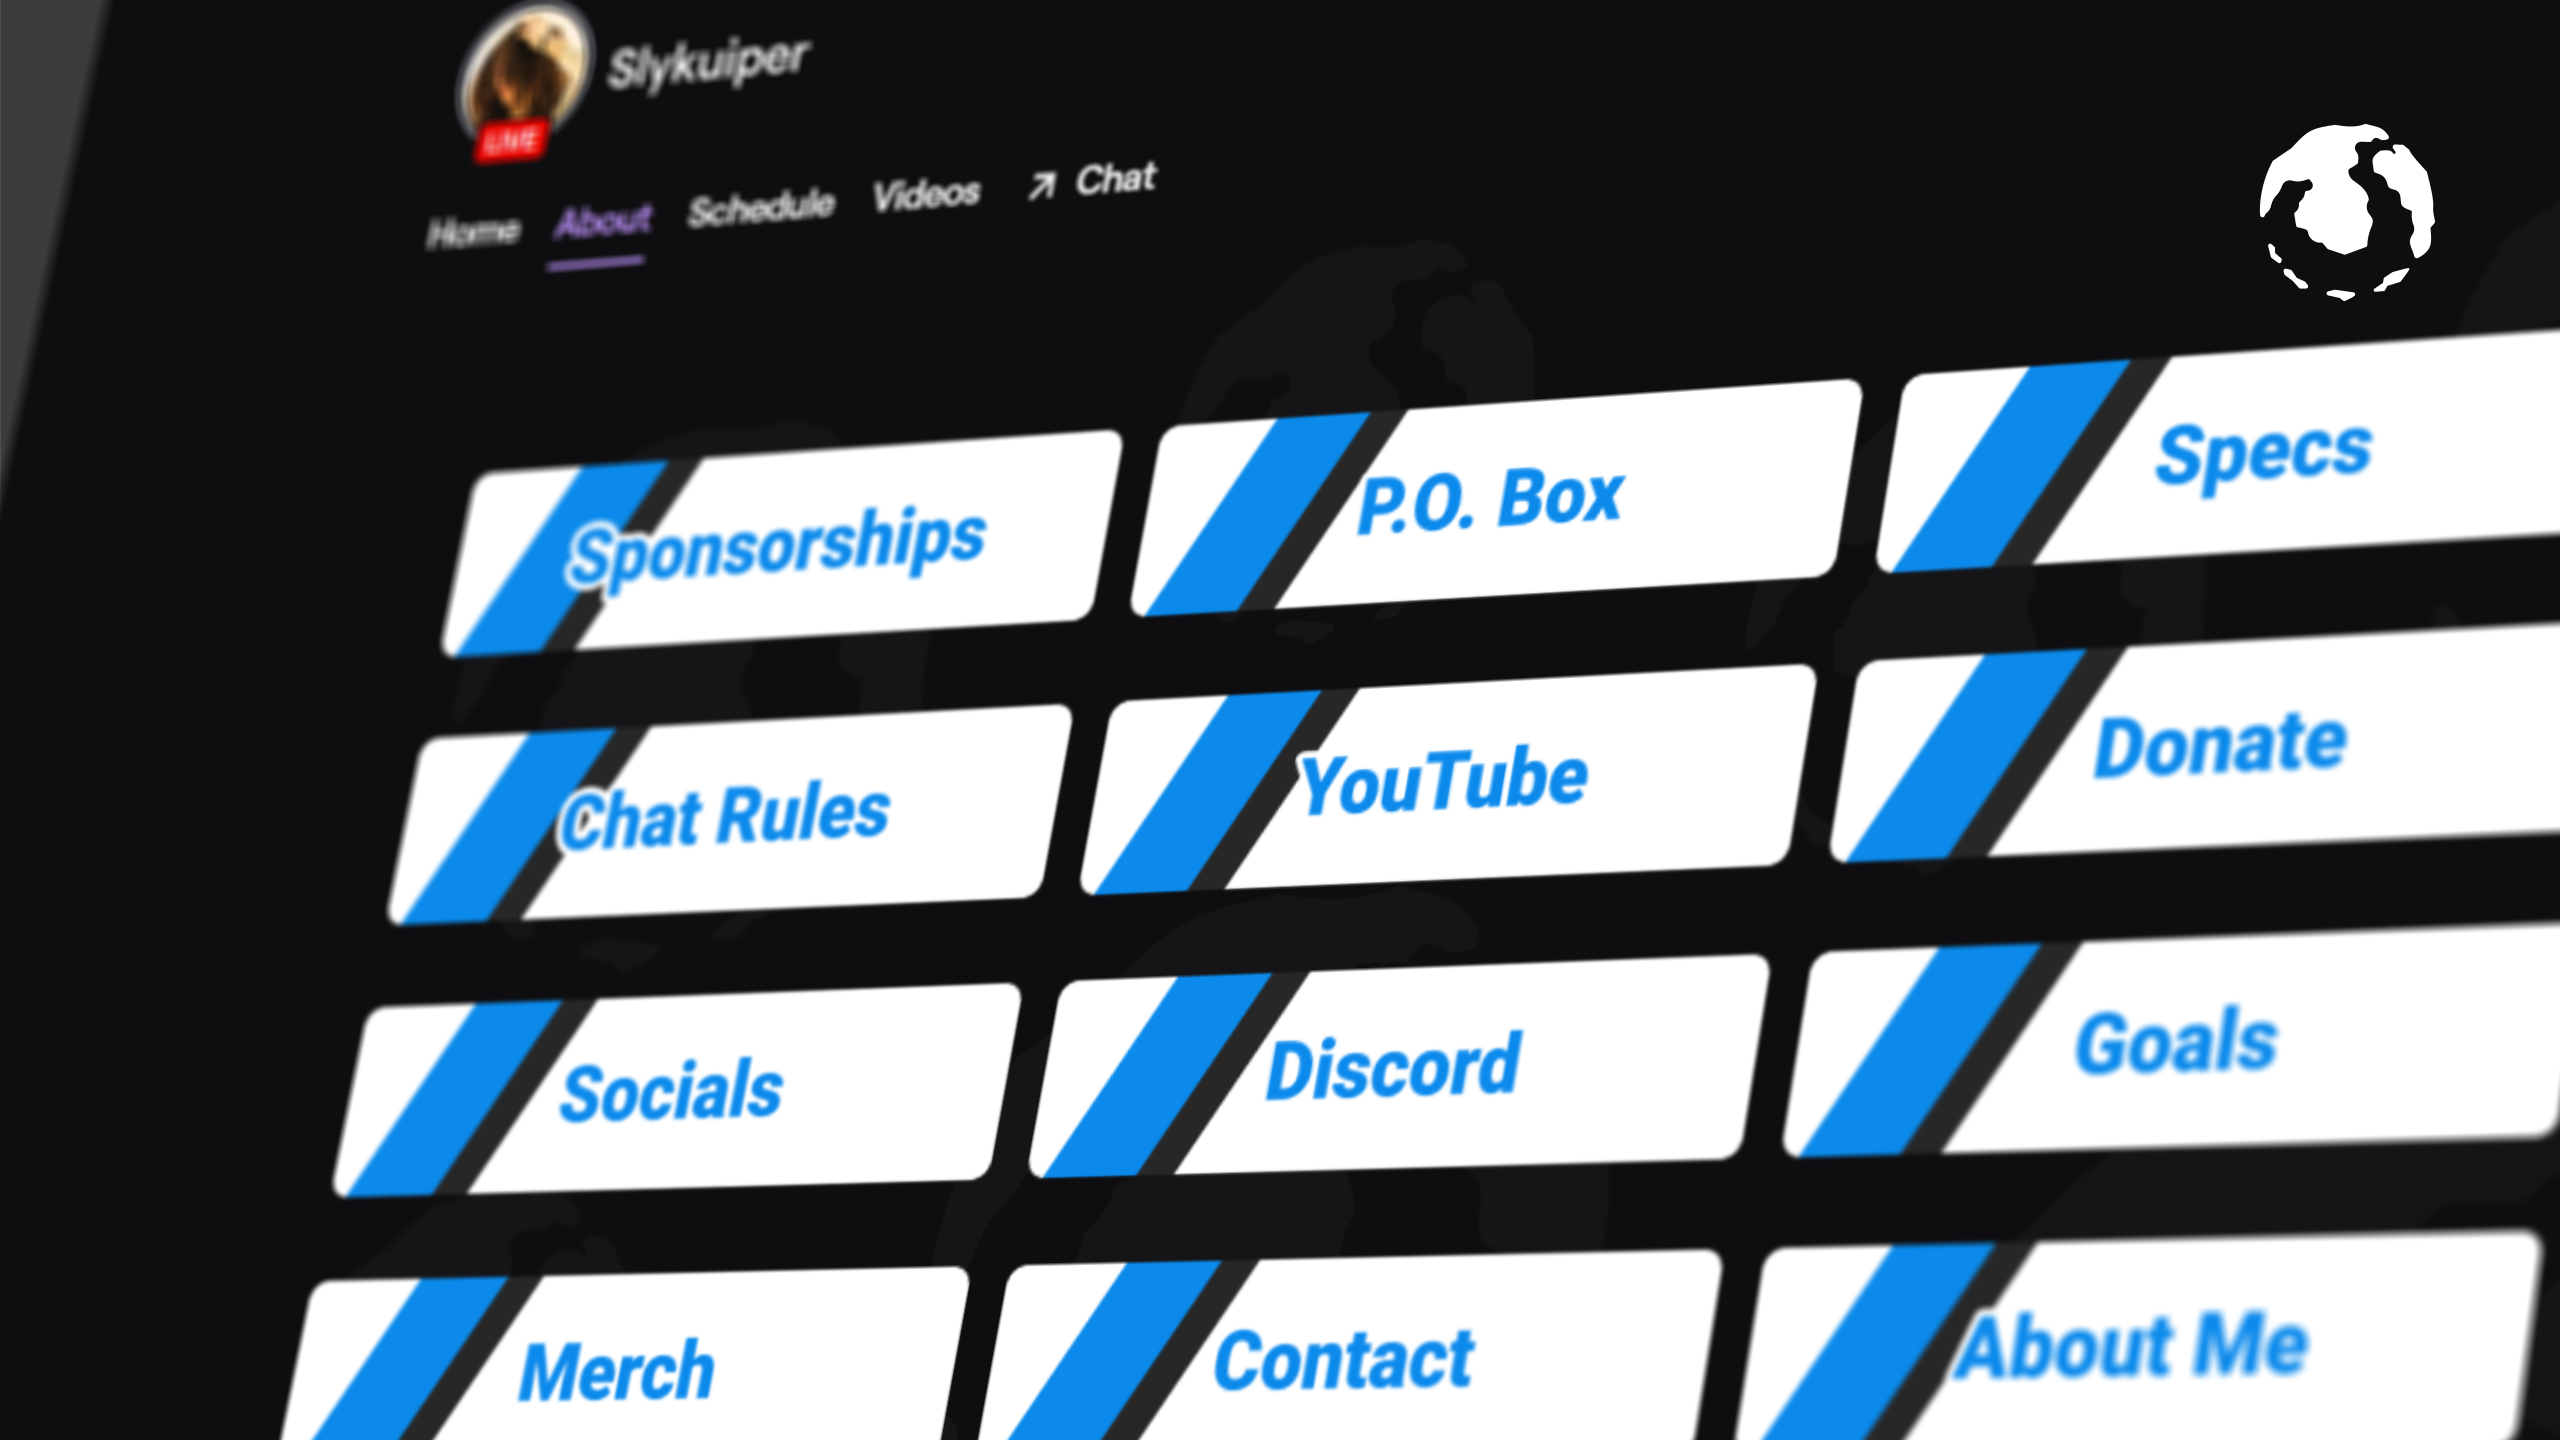 Slykuiper
LIVE
Home About Schedule Videos Chat
Sponsorships P.O. Box Specs
Chat Rules YouTube Donate
Socials Discord Goals
Merch Contact About Me